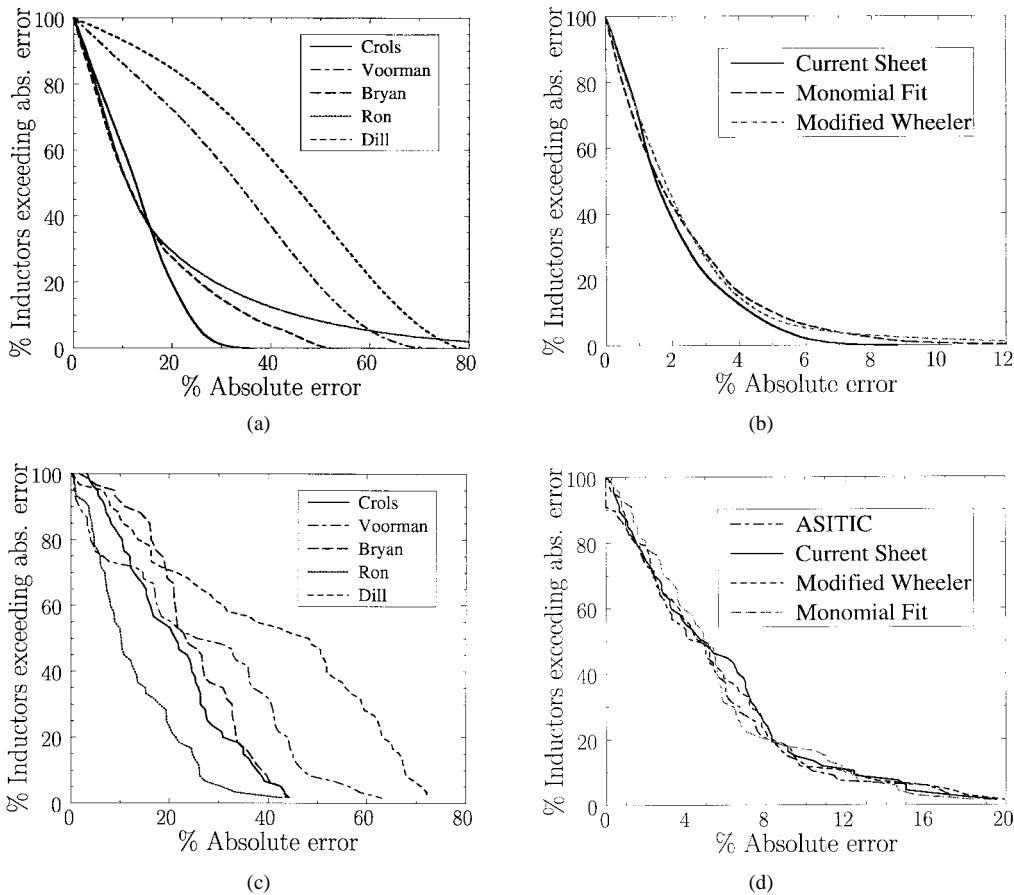 % Inductors exceeding abs. error
100
80
60
40
20
0
Crols
Voorman
Bryan
Ron
Dill
0
20
40
60
80
% Absolute error
(a)
% Inductors exceeding abs. error
100
80
60
40
20
0
Current Sheet
Monomial Fit
Modified Wheeler
0
2
4
6
8
10
12
% Absolute error
(b)
% Inductors exceeding abs. error
100
80
60
40
20
0
Crols
Voorman
Bryan
Ron
Dill
0
20
40
60
80
% Absolute error
(c)
% Inductors exceeding abs. error
100
80
60
40
20
0
ASITIC
Current Sheet
Modified Wheeler
Monomial Fit
4
8
12
16
20
% Absolute error
(d)